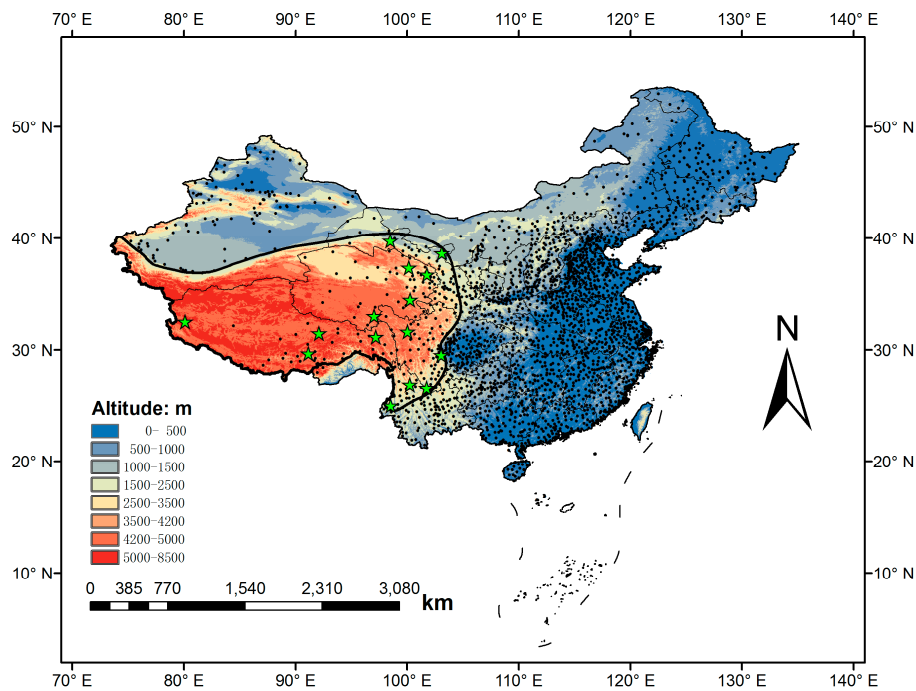 70° E 80° E 90° E 100° E 110° E 120° E 130° E 140° E
50° N 50° N
40° N 40° N
N
30° N 30° N
Altitude: m
0- 500
500-1000
1000-1500
20° N 20° N
1500-2500
2500-3500
3500-4200
4200-5000
5000-8500
10° N 10° N
0 385 770 1,540 2,310 3,080
km
70° E 80° E 90° E 100° E 110° E 120° E 130° E 140° E